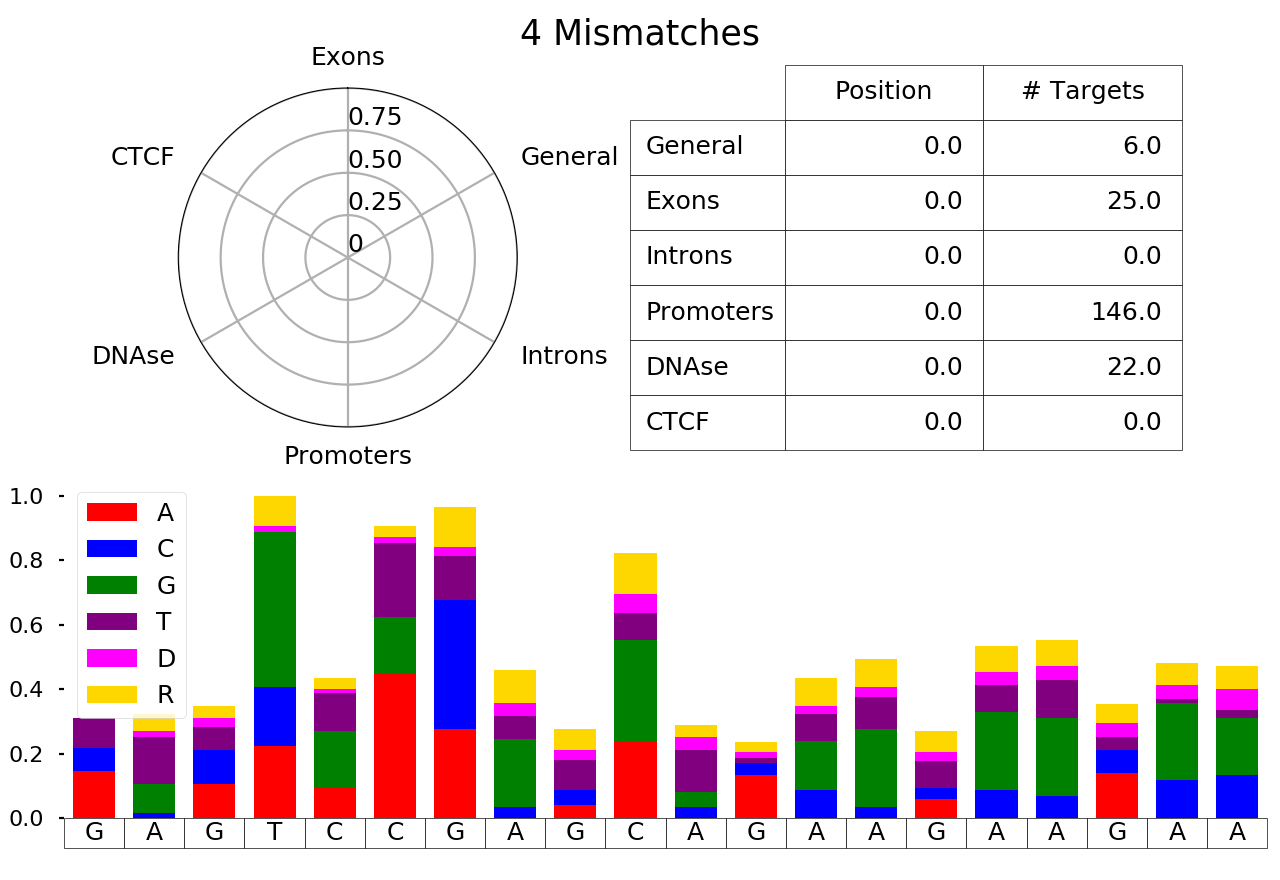 4 Mismatches
Exons
0.75
0.50
0.25
0
CTCF
General
DNAse
Introns
Promoters
Position # Targets
General 0.0 6.0
Exons 0.0 25.0
Introns 0.0 0.0
Promoters 0.0 146.0
DNAse 0.0 22.0
CTCF 0.0 0.0
1.0
0.8
0.6
0.4
0.2
0.0
A
C
G
T
D
R
G A G T C C G A G C A G A A G A A G A A